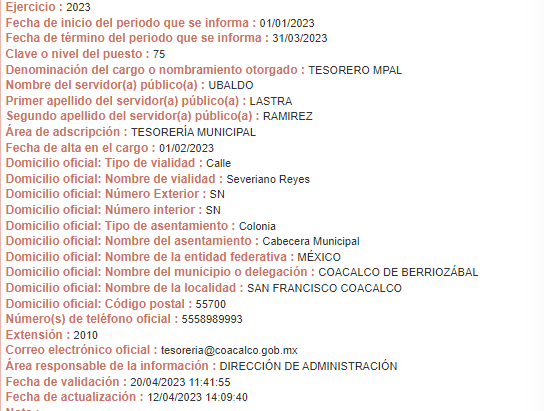 Ejercicio : 2023
Fecha de inicio del periodo que se informa : 01/01/2023
Fecha de término del periodo que se informa : 31/03/2023
Clave o nivel del puesto : 75
Denominación del cargo o nombramiento otorgado : TESORERO MPAL
Nombre del servidor(a) público(a) : UBALDO
Primer apellido del servidor(a) público(a) : LASTRA
Segundo apellido del servidor(a) público(a) : RAMIREZ
Área de adscripción : TESORERÍA MUNICIPAL
Fecha de alta en el cargo : 01/02/2023
Domicilio oficial: Tipo de vialidad : Calle
Domicilio oficial: Nombre de vialidad : Severiano Reyes
Domicilio oficial: Número Exterior : SN
Domicilio oficial: Número interior : SN
Domicilio oficial: Tipo de asentamiento : Colonia
Domicilio oficial: Nombre del asentamiento : Cabecera Municipal
Domicilio oficial: Nombre de la entidad federativa : MÉXICO
Domicilio oficial: Nombre del municipio o delegación : COACALCO DE BERRIOZÁBAL
Domicilio oficial: Nombre de la localidad : SAN FRANCISCO COACALCO
Domicilio oficial: Código postal : 55700
Número(s) de teléfono oficial : 5558989993
Extensión : 2010
Correo electrónico oficial : tesoreria@coacalco.gob.mx
Área responsable de la información : DIRECCIÓN DE ADMINISTRACIÓN
Fecha de validación : 20/04/2023 11:41:55
Fecha de actualización : 12/04/2023 14:09:40